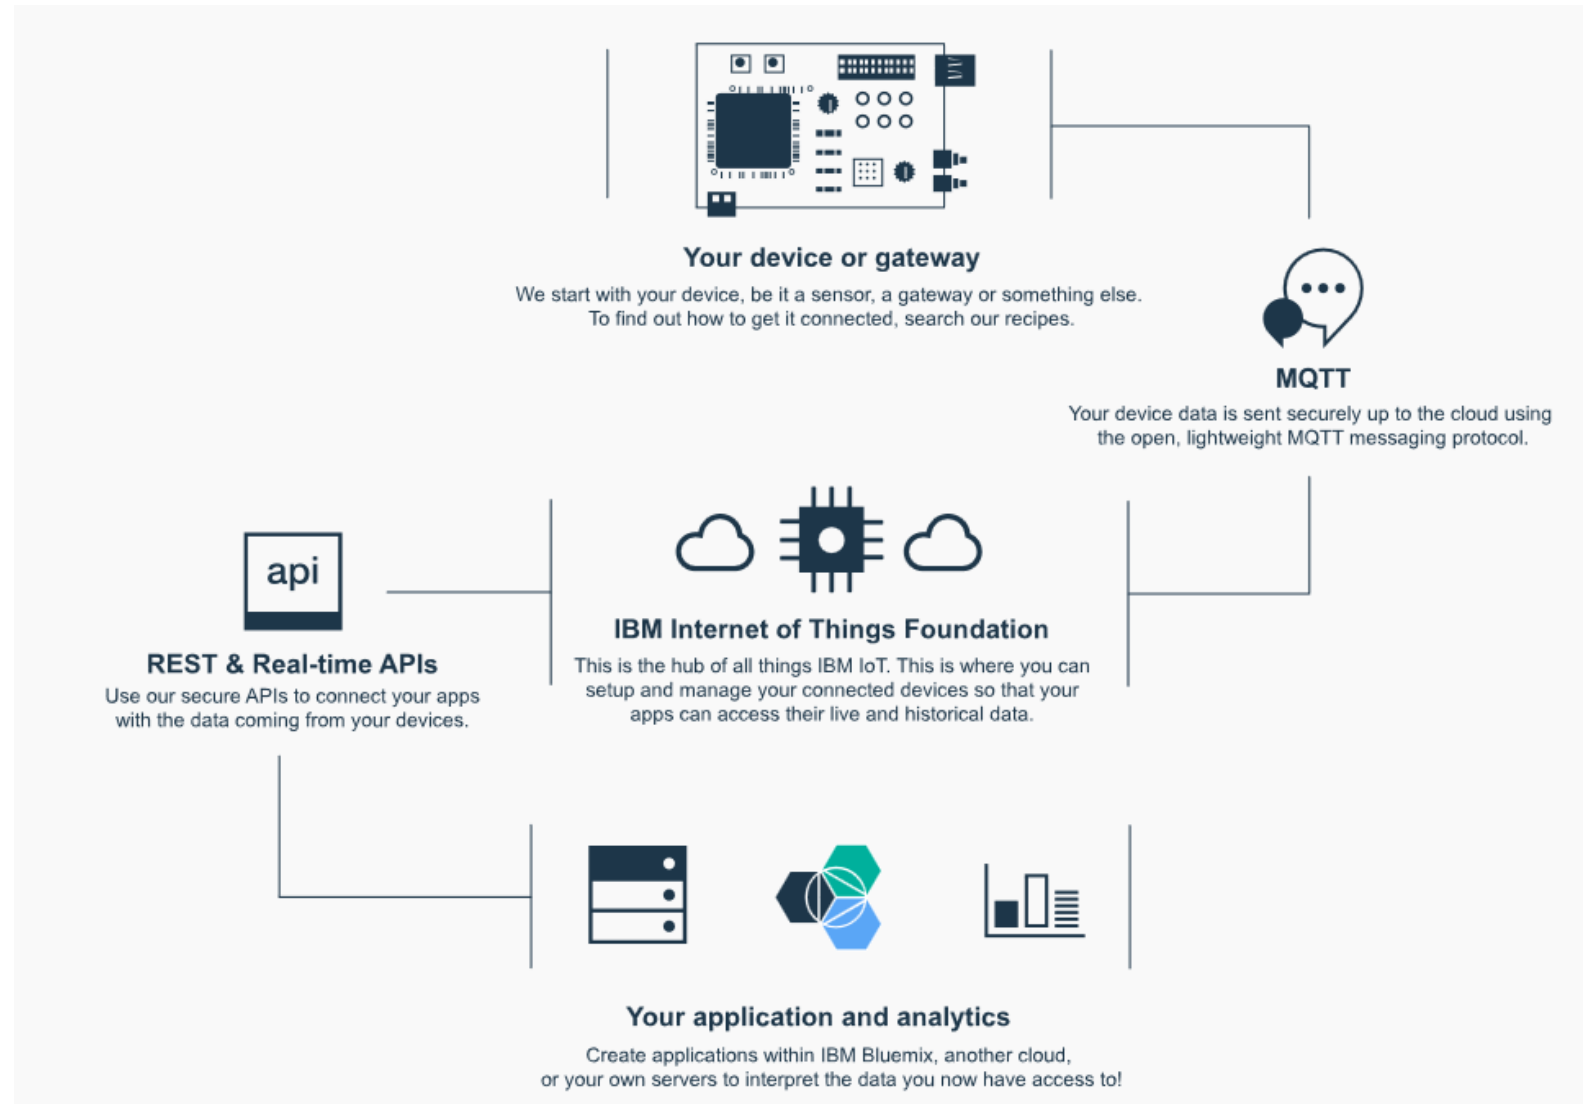 Your device or gateway
We start with your device, be it a sensor, a gateway or something else.
To find out how to get it connected, search our recipes.
MQTT
Your device data is sent securely up to the cloud using
the open, lightweight MQTT messaging protocol.
api
REST & Real-time APIs
Use our secure APIs to connect your apps
with the data coming from your devices.
IBM Internet of Things Foundation
This is the hub of all things IBM IoT. This is where you can
setup and manage your connected devices so that your
apps can access their live and historical data.
Your application and analytics
Create applications within IBM Bluemix, another cloud,
or your own servers to interpret the data you now have access to!